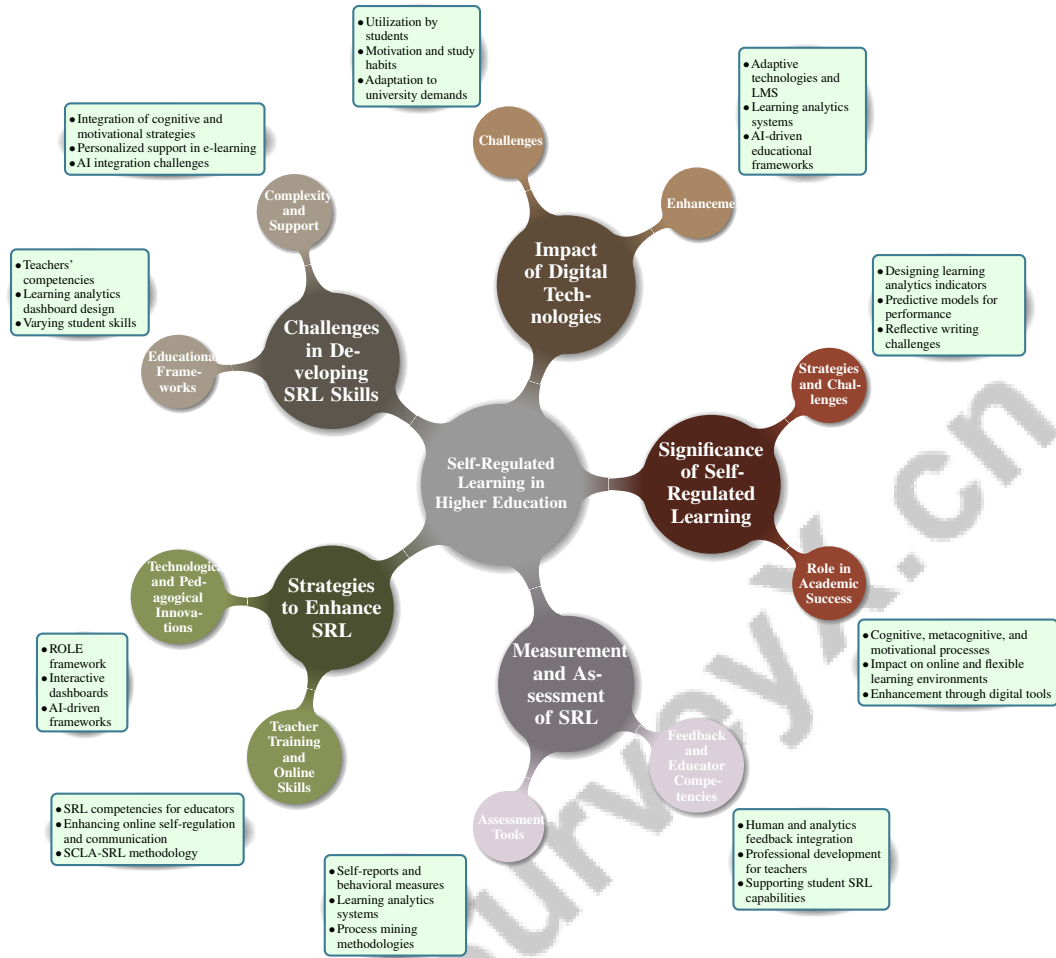 ● Utilization by
students
● Motivation and study
habits
● Adaptation to
university demands
● Adaptive
technologies and
LMS
● Learning analytics
systems
● AI-driven
educational
frameworks
● Integration of cognitive and
motivational strategies
● Personalized support in e-learning
● AI integration challenges
Challenges
Enhanceme
Complexity
and
Support
Impact
of Digital
Tech-
nologies
● Teachers’
competencies
● Learning analytics
dashboard design
● Varying student skills
● Designing learning
analytics indicators
● Predictive models for
performance
● Reflective writing
challenges
Challenges
in De-
veloping
SRL Skills
Educational
Frame-
works
Strategies
and Chal-
lenges
Self-Regulated
Learning in
Higher Education
Significance
of Self-
Regulated
Learning
Technologic
and Ped-
agogical
Innova-
tions
Strategies
to Enhance
SRL
Role in
Academic
Success
● ROLE
framework
● Interactive
dashboards
● AI-driven
frameworks
Measurement
and As-
sessment
of SRL
● Cognitive, metacognitive, and
motivational processes
● Impact on online and flexible
learning environments
● Enhancement through digital tools
Teacher
Training
and
Online
Skills
Feedback
and
Educator
Compe-
tencies
Assessment
Tools
● SRL competencies for educators
● Enhancing online self-regulation
and communication
● SCLA-SRL methodology
● Human and analytics
feedback integration
● Professional development
for teachers
● Supporting student SRL
capabilities
● Self-reports and
behavioral measures
● Learning analytics
systems
● Process mining
methodologies
surveyx.cn